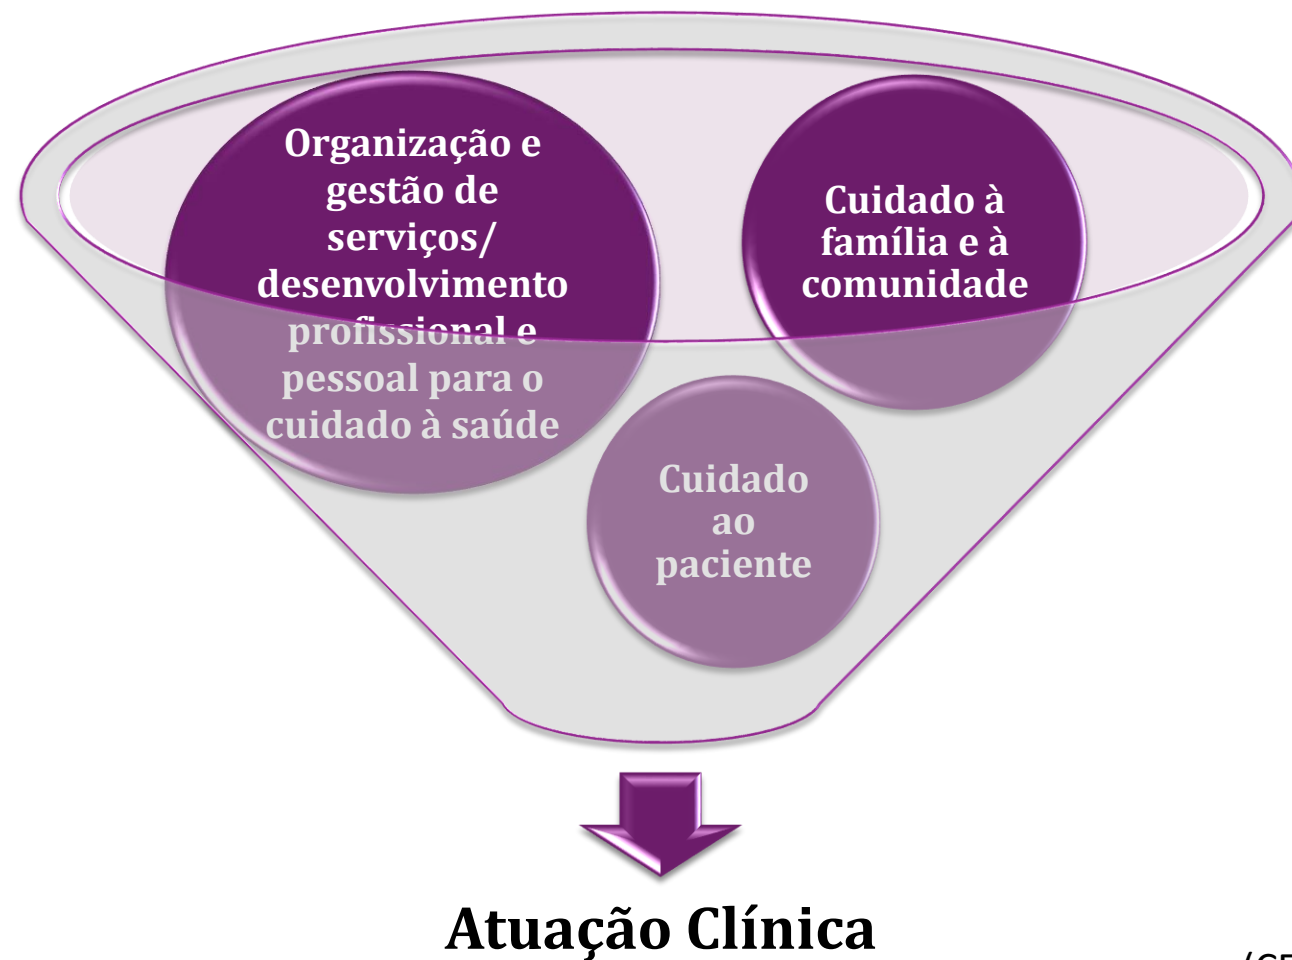 Organização e
gestão de
serviços/
desenvolvimento
profissional e
pessoal para o
cuidado à saúde
Cuidado à
família e à
comunidade
Cuidado
ao
paciente
Atuação Clínica